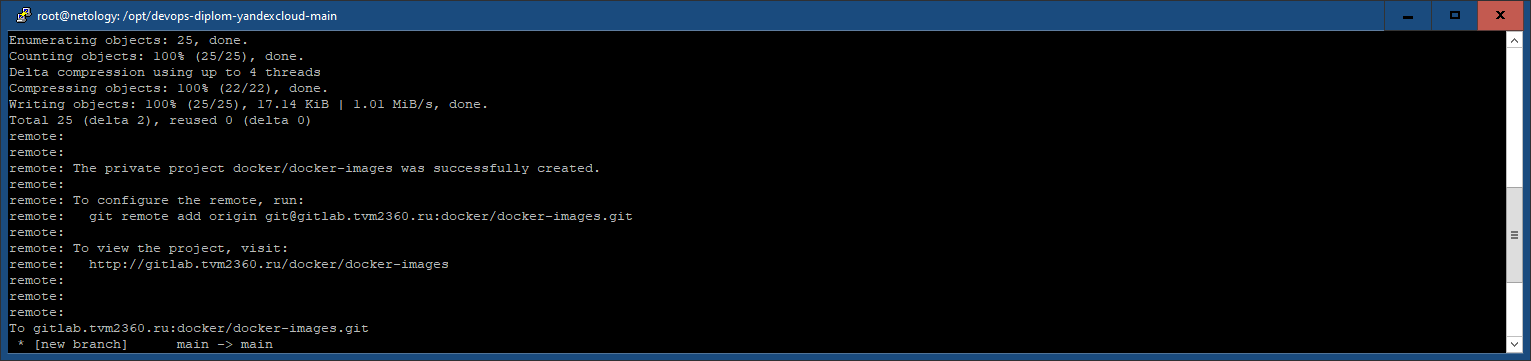 root@netology: /opt/devops-diplom-yandexcloud-main
Enumerating objects: 25, done.
Counting objects: 100% (25/25), done.
Delta compression using up to 4 threads
Compressing objects: 100% (22/22), done.
Writing objects: 100% (25/25), 17.14 KiB | 1.01 MiB/s, done.
Total 25 (delta 2), reused 0 (delta 0)
remote:
remote:
remote: The private project docker/docker-images was successfully created.
remote:
remote: To configure the remote, run:
remote:   git remote add origin git@gitlab.tvm2360.ru:docker/docker-images.git
remote:
remote: To view the project, visit:
remote:   http://gitlab.tvm2360.ru/docker/docker-images
remote:
remote:
remote:
To gitlab.tvm2360.ru:docker/docker-images.git
 * [new branch]      main -> main